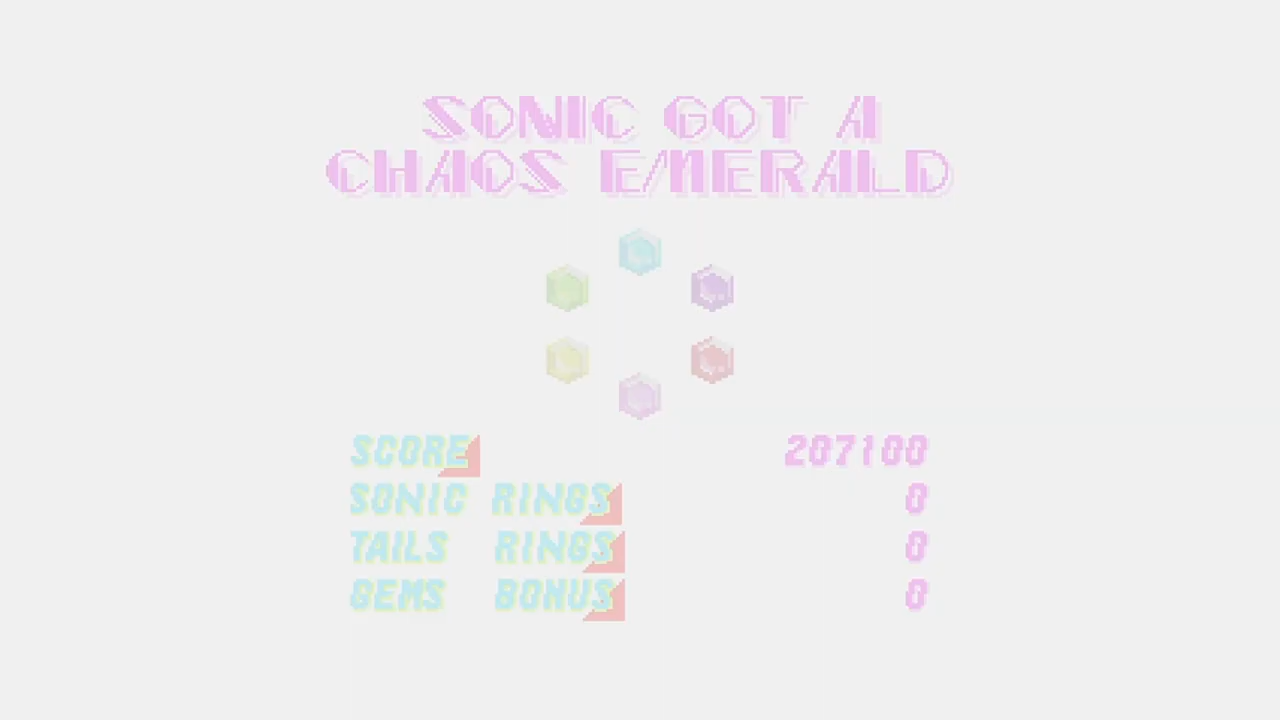 SONIC GOT A
CHAOS EMERALD
SCORE 207100
SONIC RINGS 0
TAILS RINGS 0
GEMS BONUS 0